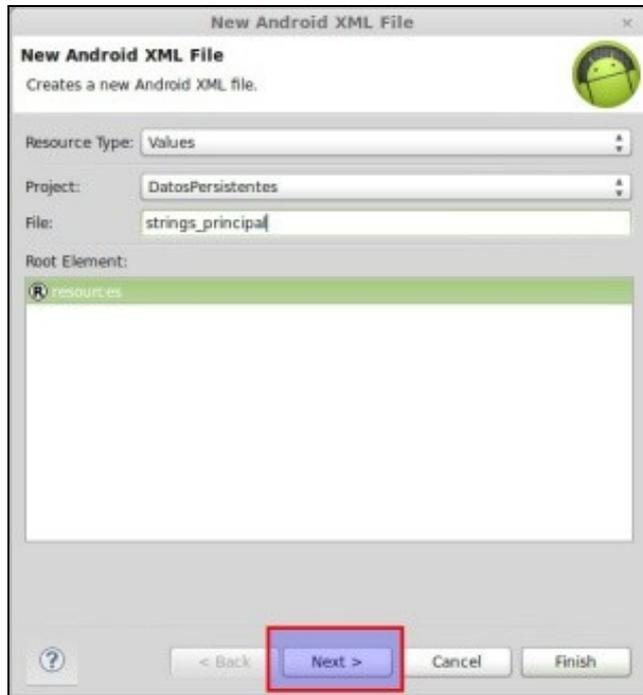 New Android XML File
New Android XML File
Creates a new Android XML file.
Resource Type: Values
Project: DatosPersistentes
File: strings_principal
Root Element:
R resources
? < Back Next > Cancel Finish